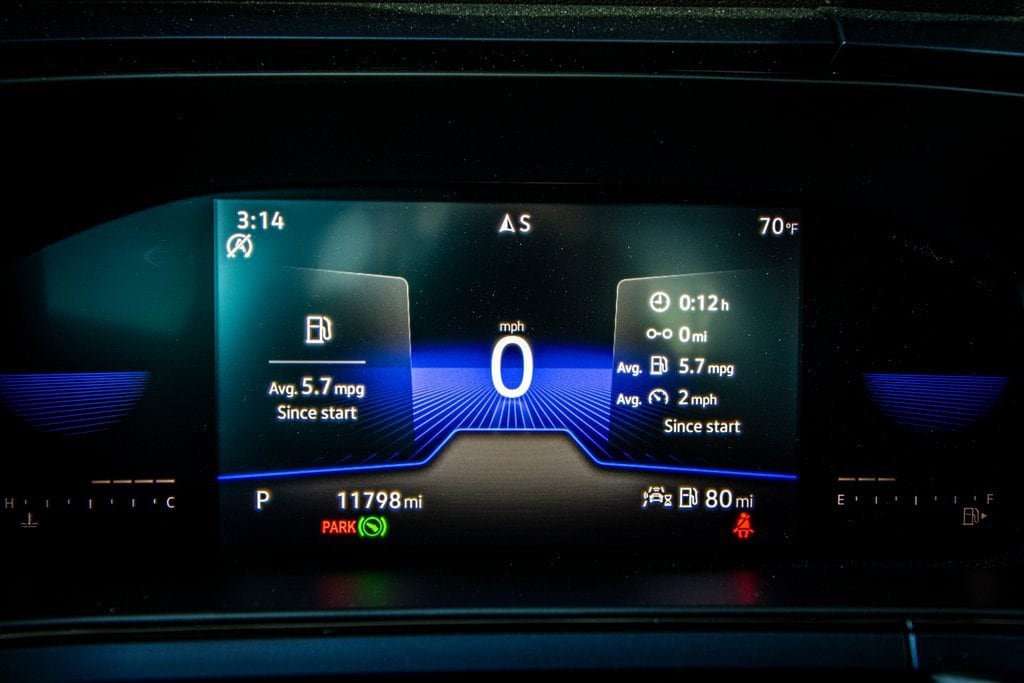 3:14
S
70°F
0:12 h
0 mi
mph
0
Avg. 5.7 mpg
Avg. 2 mph
Since start
Avg. 5.7 mpg
Since start
H C
P
11798 mi
80 mi
E F
PARK